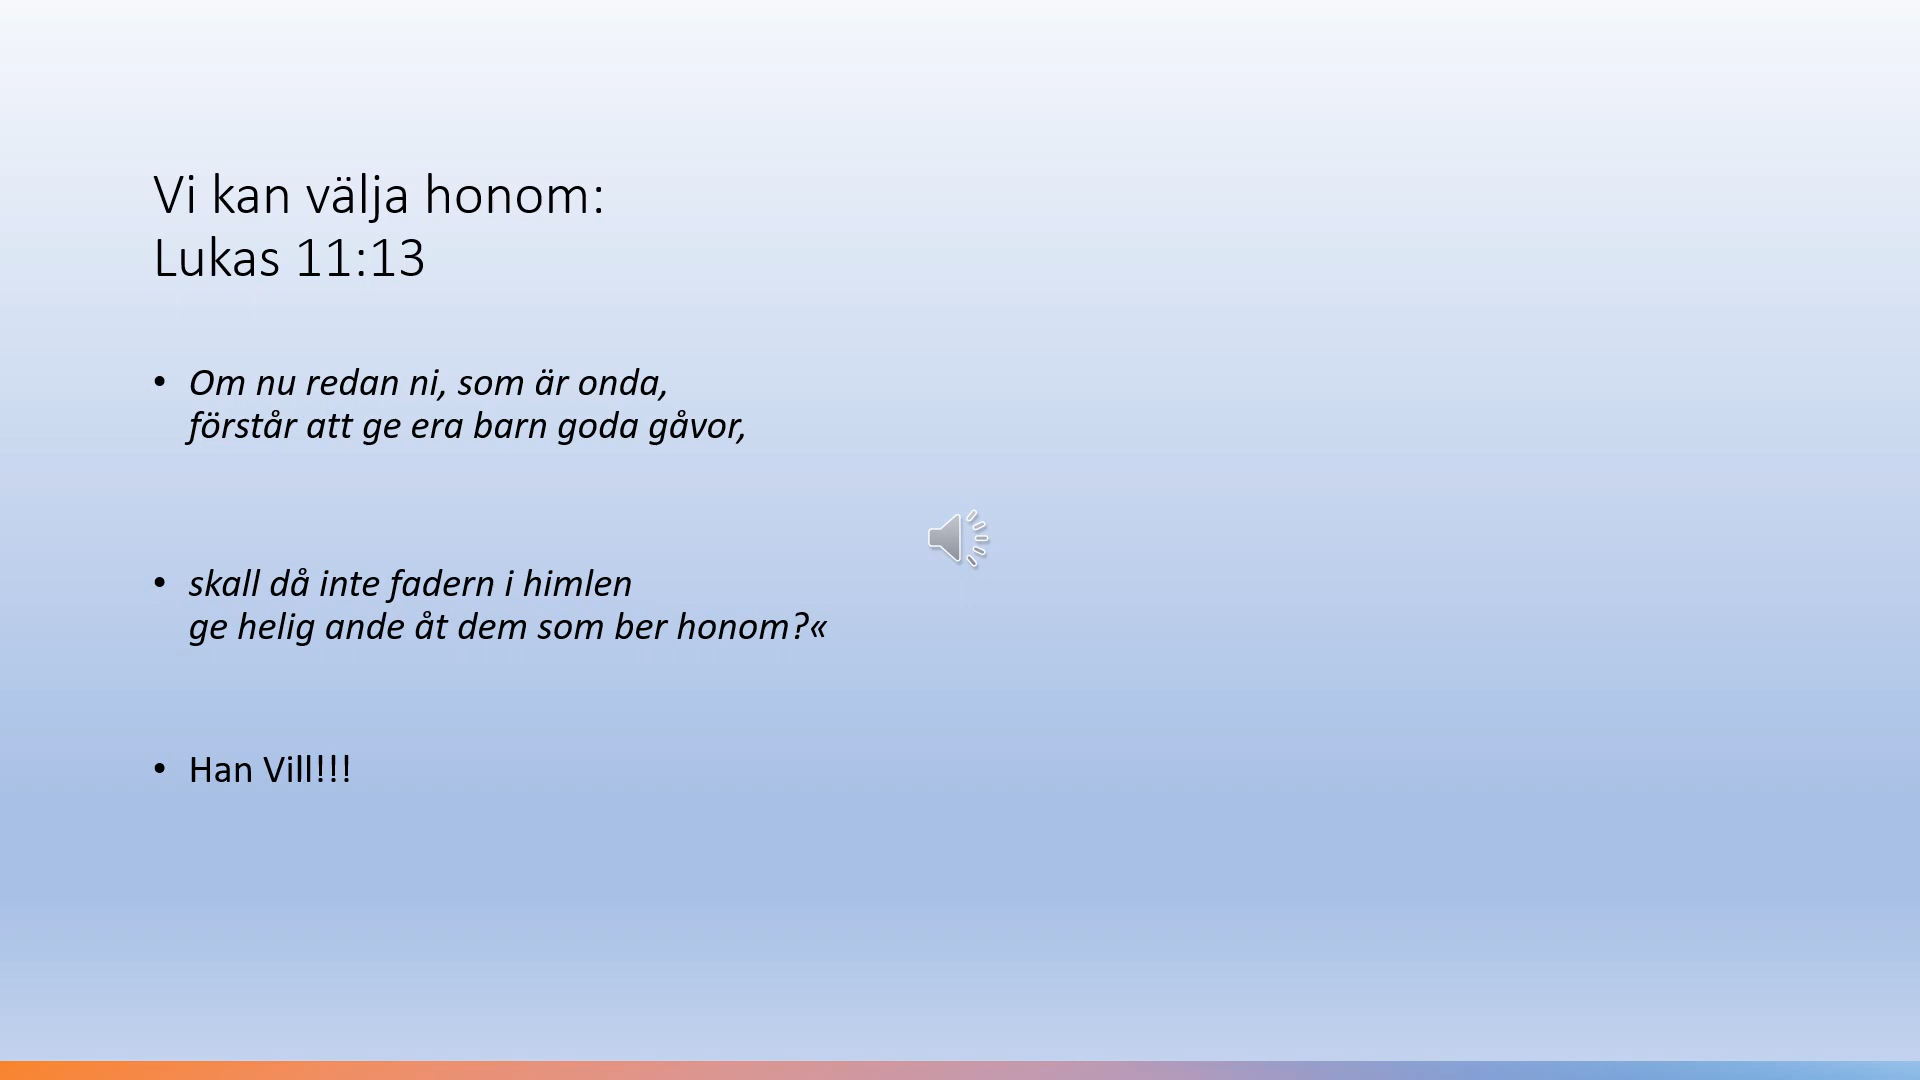 Vi kan välja honom:
Lukas 11:13
• Om nu redan ni, som är onda,
förstår att ge era barn goda gåvor,
• skall då inte fadern i himlen
ge helig ande åt dem som ber honom?«
• Han Vill!!!